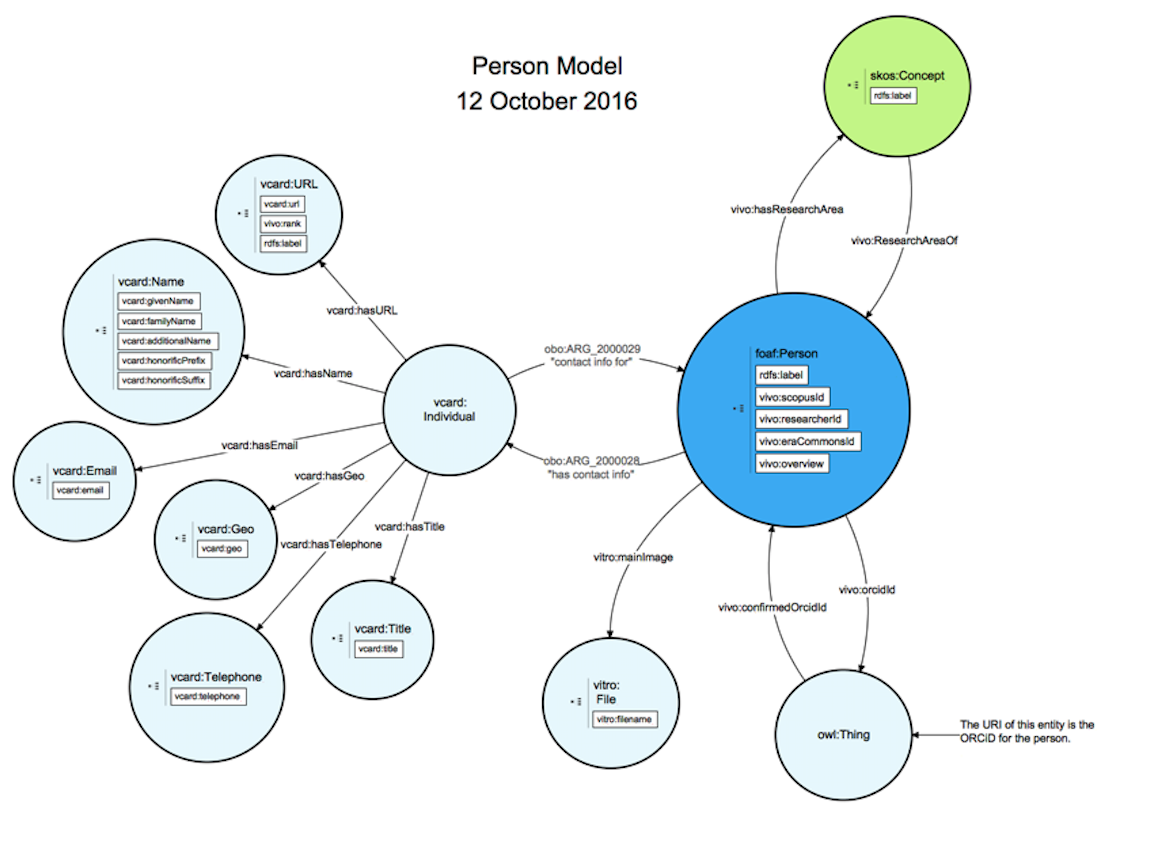 Person Model
12 October 2016
skos:Concept
rdfs:label
vivo:hasResearchArea
vivo:ResearchAreaOf
vcard:URL
vcard:url
vivo:rank
rdfs:label
vcard:Name
vcard:givenName
vcard:familyName
vcard:additionalName
vcard:honorificPrefix
vcard:honorificSuffix
vcard:hasURL
vcard:hasName
vcard:
Individual
obo:ARG_2000029
"contact info for"
foaf:Person
rdfs:label
vivo:scopusId
vivo:researcherId
vivo:eraCommonsId
vivo:overview
obo:ARG_2000028
"has contact info"
vcard:hasEmail
vcard:Email
vcard:email
vcard:hasGeo
vcard:Geo
vcard:geo
vcard:hasTelephone
vcard:hasTitle
vcard:Telephone
vcard:telephone
vcard:Title
vcard:title
vitro:mainImage
vivo:confirmedOrcidId
vivo:orcidId
vitro:
File
vitro:filename
owl:Thing
The URI of this entity is the
ORCiD for the person.